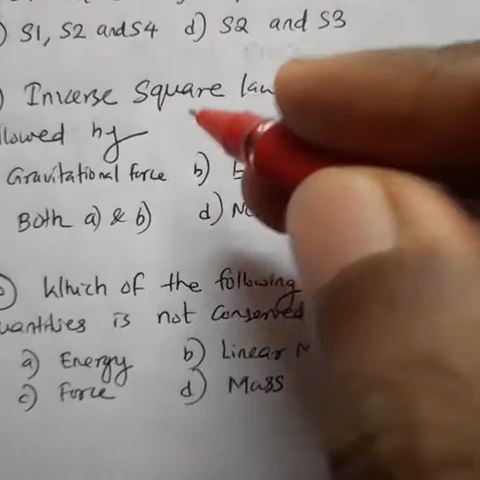 ) S1, S2 and S4 d) S2 and S3
) Inverse Square law
llowed by
Gravitational force b)
Both a) & b) d)
) Which of the following
uantities is not conserved
a) Energy b) Linear M
c) Force d) Mass